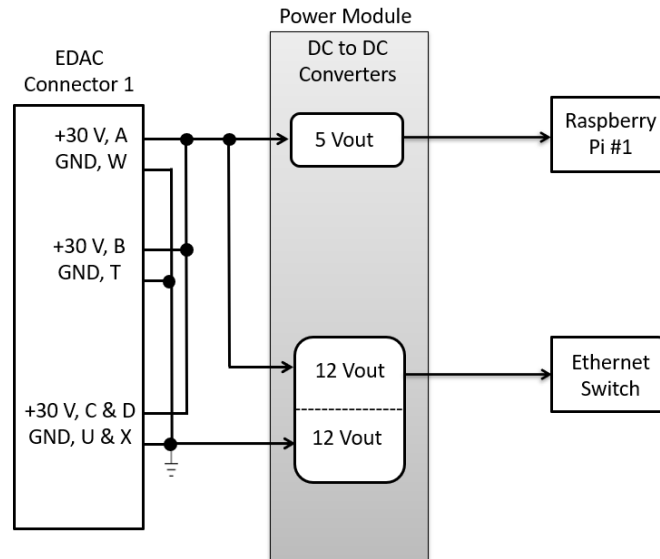 Power Module
DC to DC
Converters
EDAC
Connector 1
+30 V, A
GND, W
+30 V, B
GND, T
+30 V, C & D
GND, U & X
5 Vout
12 Vout
12 Vout
Raspberry
Pi #1
Ethernet
Switch